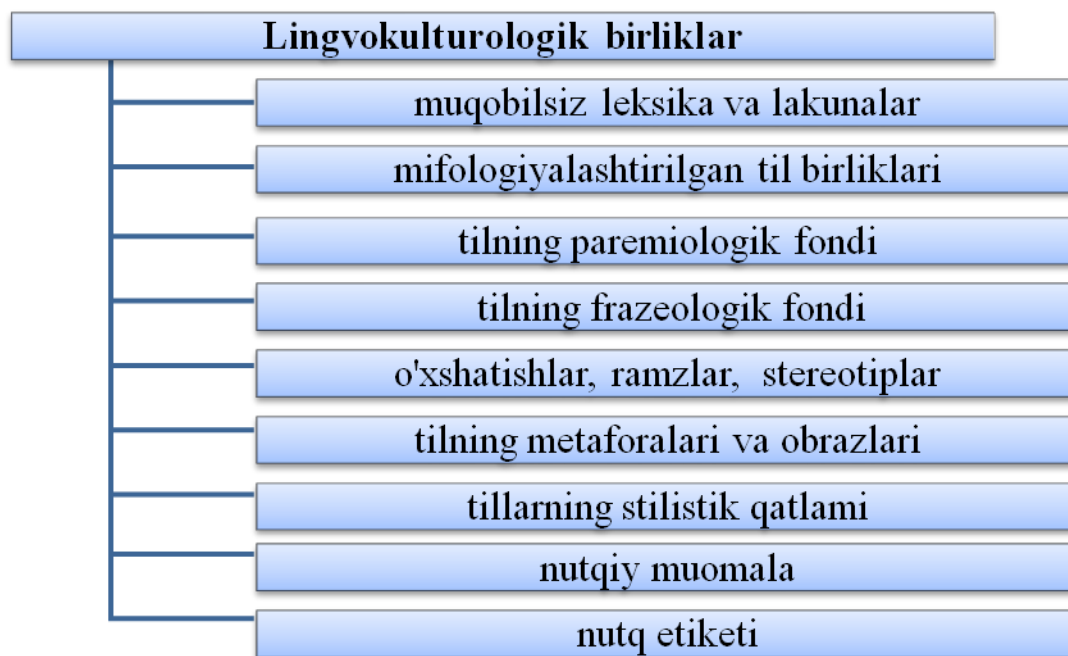 Lingvokulturologik birliklar
muqobilsiz leksika va lakunalar
mifologiyalashtirilgan til birliklari
tilning paremiologik fondi
tilning frazeologik fondi
o'xshatishlar, ramzlar, stereotiplar
tilning metaforalari va obrazlari
tillarning stilistik qatlami
nutqiy muomala
nutq etiketi